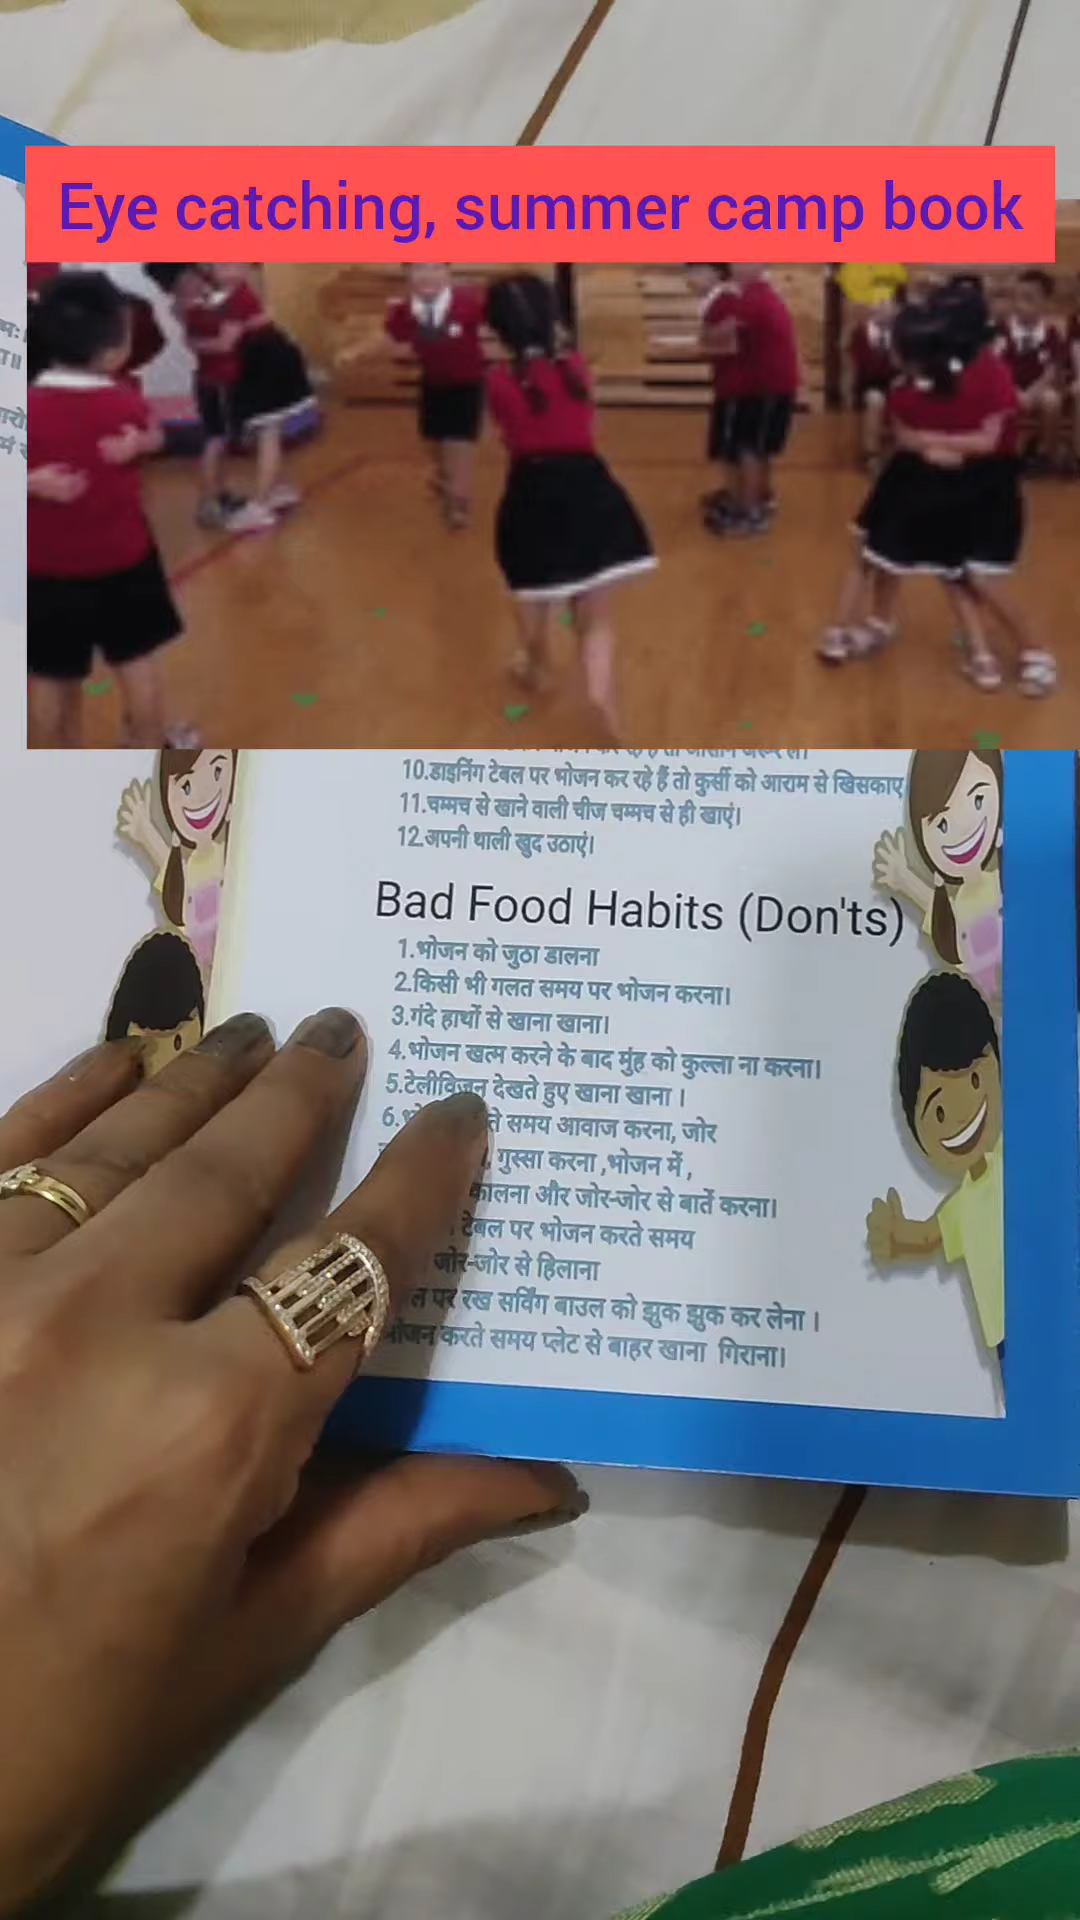 Eye catching, summer camp book
10.डाइनिंग टेबल पर भोजन कर रहे हैं तो कुर्सी को आराम से खिसकाए
11.चम्मच से खाने वाली चीज चम्मच से ही खाएं।
12.अपनी थाली खुद उठाएं।
Bad Food Habits (Don'ts)
1.भोजन को जुठा डालना
2.किसी भी गलत समय पर भोजन करना।
3.गंदे हाथों से खाना खाना।
4.भोजन खत्म करने के बाद मुंह को कुल्ला ना करना।
5.टेलीविजन देखते हुए खाना खाना ।
6. समय आवाज करना, जोर
गुस्सा करना ,भोजन में,
और जोर-जोर से बातें करना।
टेबल पर भोजन करते समय
जोर-जोर से हिलाना
पर रख सर्विंग बाउल को झुक झुक कर लेना ।
भोजन करते समय प्लेट से बाहर खाना गिराना।